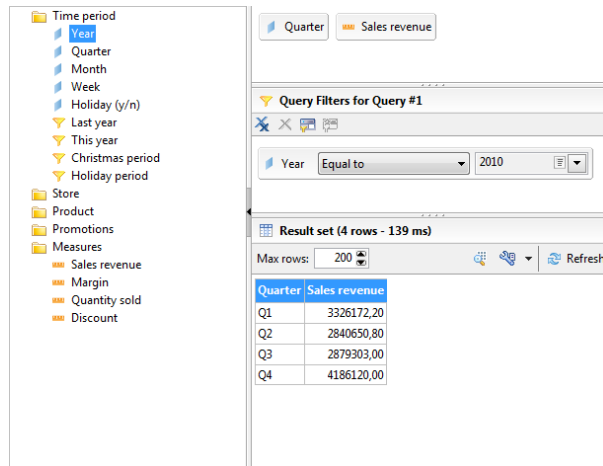 Time period
Year
Quarter
Month
Week
Holiday (y/n)
Last year
This year
Christmas period
Holiday period
Store
Product
Promotions
Measures
Sales revenue
Margin
Quantity sold
Discount
Quarter Sales revenue
Query Filters for Query #1
Year Equal to 2010
Result set (4 rows - 139 ms)
Max rows: 200 Refresh
Quarter Sales revenue
Q1 3326172,20
Q2 2840650,80
Q3 2879303,00
Q4 4186120,00